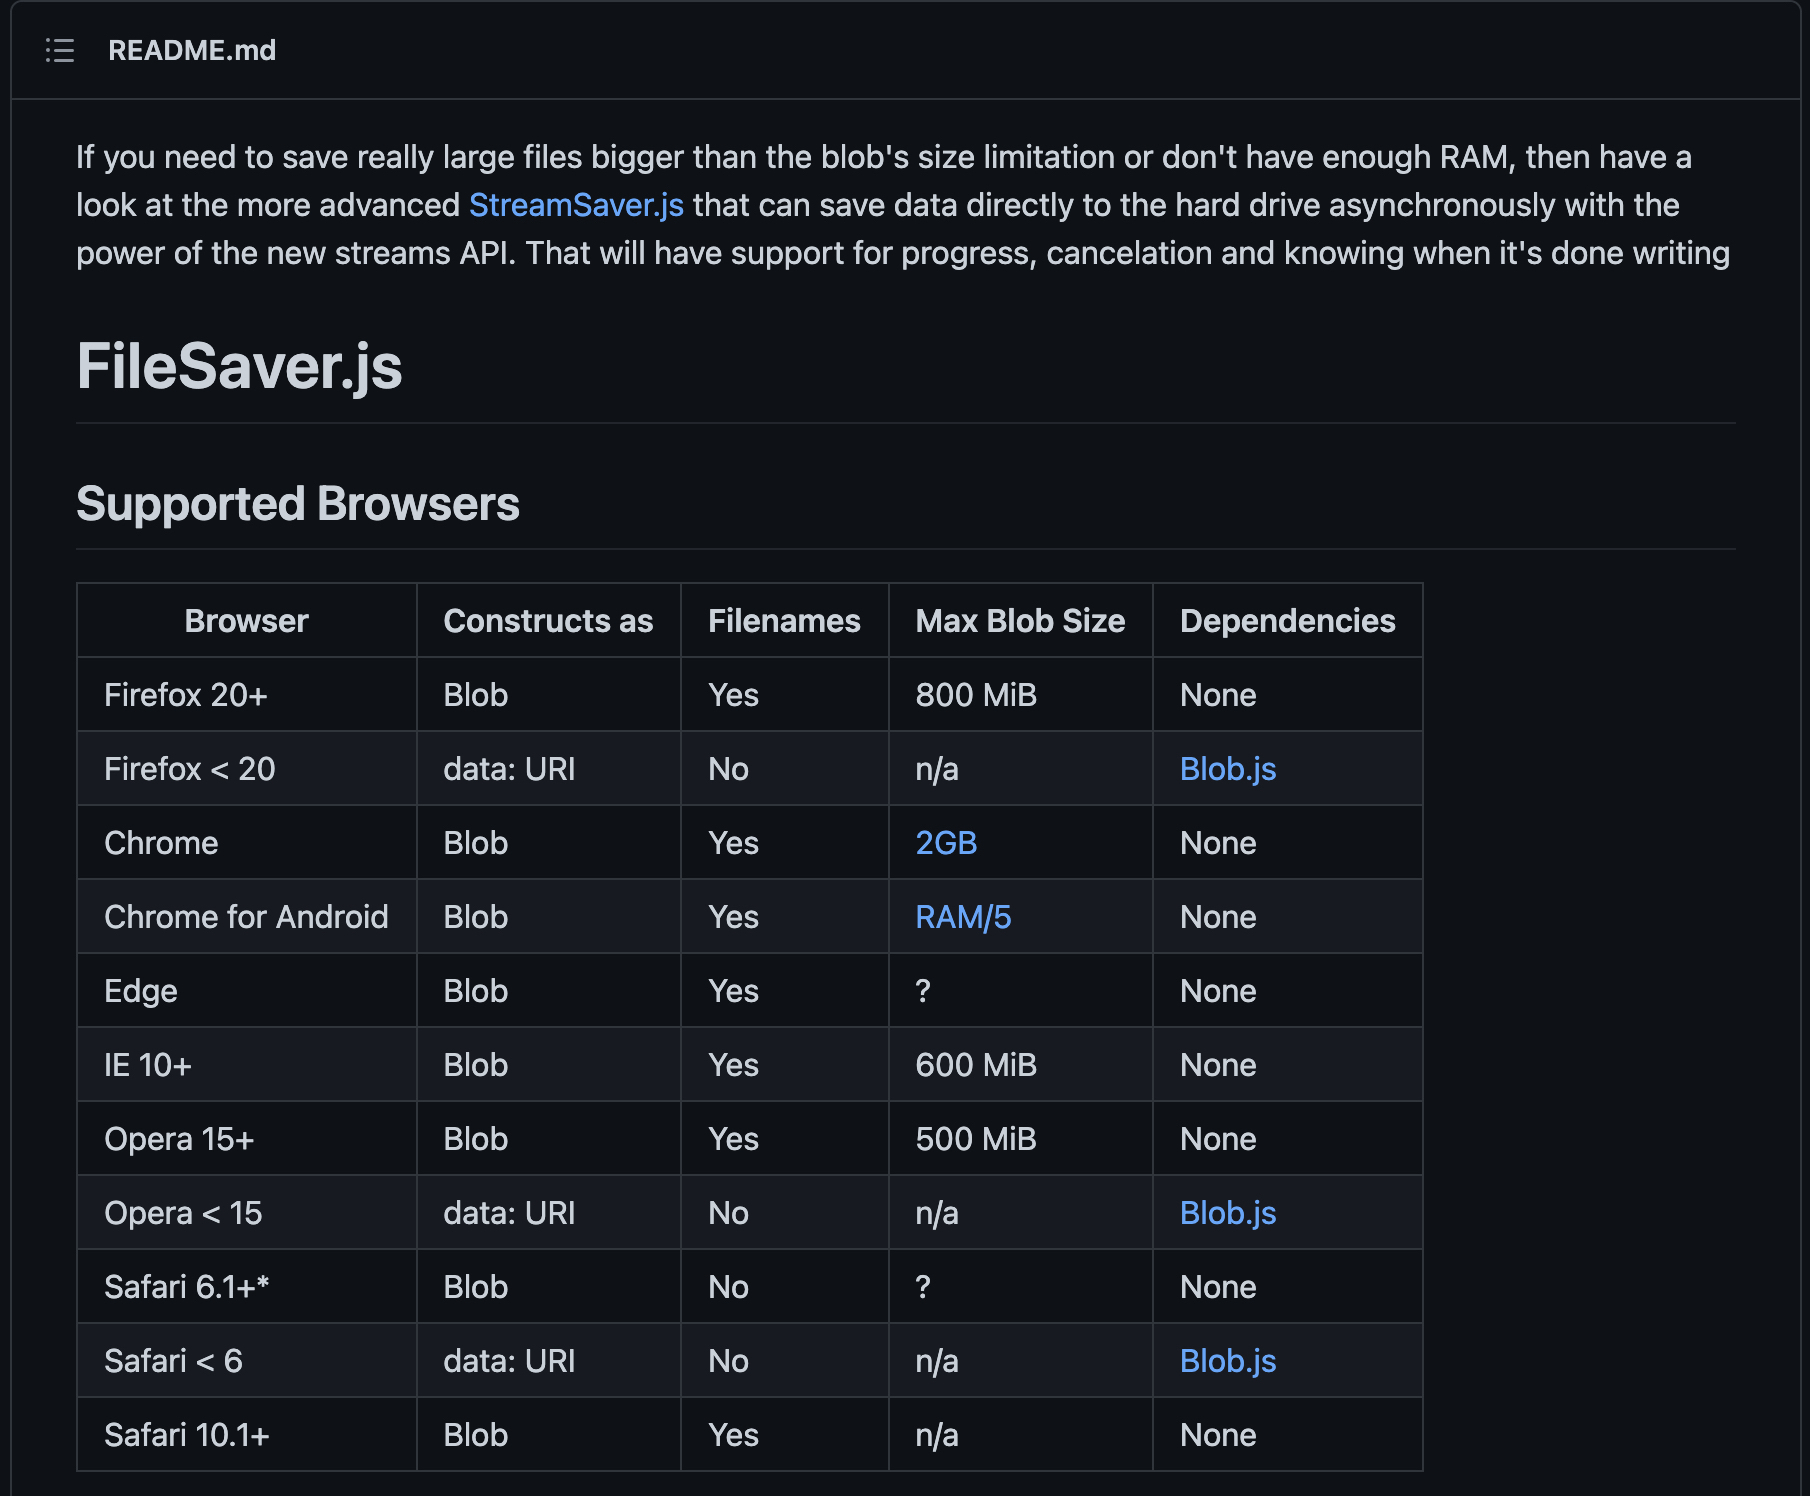 README.md
If you need to save really large files bigger than the blob's size limitation or don't have enough RAM, then have a
look at the more advanced StreamSaver.js that can save data directly to the hard drive asynchronously with the
power of the new streams API. That will have support for progress, cancelation and knowing when it's done writing
FileSaver.js
Supported Browsers
Browser Constructs as Filenames Max Blob Size Dependencies
Firefox 20+ Blob Yes 800 MiB None
Firefox < 20 data: URI No n/a Blob.js
Chrome Blob Yes 2GB None
Chrome for Android Blob Yes RAM/5 None
Edge Blob Yes ? None
IE 10+ Blob Yes 600 MiB None
Opera 15+ Blob Yes 500 MiB None
Opera < 15 data: URI No n/a Blob.js
Safari 6.1+* Blob No ? None
Safari < 6 data: URI No n/a Blob.js
Safari 10.1+ Blob Yes n/a None